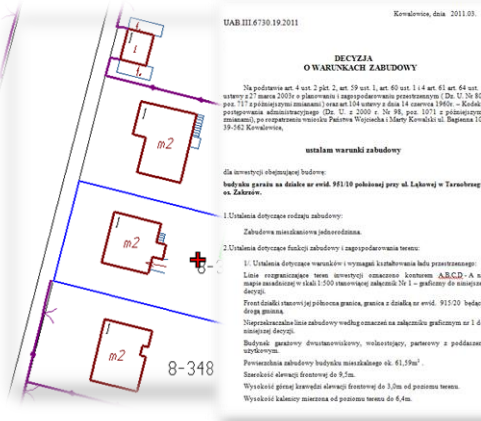 1
i
1
m2
1
m2
8-3
1
m2
8-348
Kowalowice, dnia 2011.03.
UAB.III.6730.19.2011
DECYZJA
O WARUNKACH ZABUDOWY
Na podstawie art. 4 ust. 2 pkt. 2, art. 59 ust. 1, art. 60 ust. 1 i 4 art. 61 art. 64 ust.
ustawy z 27 marca 2003r o planowaniu i zagospodarowaniu przestrzennym ( Dz. U. Nr 80
poz. 717 z późniejszymi zmianami) oraz art 104 ustawy z dnia 14 czerwca 1960r. – Kodek
postępowania administracyjnego (Dz. U. z 2000 r. Nr 98, poz. 1071 z późniejszym
zmianami), po rozpatrzeniu wniosku Państwa Wojciecha i Marty Kowalski ul. Bagienna 10
39-562 Kowalowice,
ustalam warunki zabudowy
dla inwestycji obejmującej budowę:
budynku garażu na działce nr ewid. 951/10 położonej przy ul. Łąkowej w Tarnobrzegu
os. Zakrzów.
1.Ustalenia dotyczące rodzaju zabudowy:
Zabudowa mieszkaniowa jednorodzinna.
2.Ustalenia dotyczące funkcji zabudowy i zagospodarowania terenu:
1/. Ustalenia dotyczące warunków i wymagań kształtowania ładu przestrzennego:
Linie rozgraniczające teren inwestycji oznaczono konturem A,B,C,D - A n
mapie zasadniczej w skali 1:500 stanowiącej załącznik Nr 1 – graficzny do niniejsze
decyzji.
Front działki stanowi jej północna granica, granica z działką nr ewid. 915/20 będąc
drogą gminną,
Nieprzekraczalne linie zabudowy według oznaczeń na załączniku graficznym nr 1 d
niniejszej decyzji.
Budynek garażowy dwustanowiskowy, wolnostojący, parterowy z poddasze
użytkowym.
Powierzchnia zabudowy budynku mieszkalnego ok. 61,59m² .
Szerokość elewacji frontowej do 9,5m.
Wysokość górnej krawędzi elewacji frontowej do 3,0m od poziomu terenu.
Wysokość kalenicy mierzona od poziomu terenu do 6,4m.